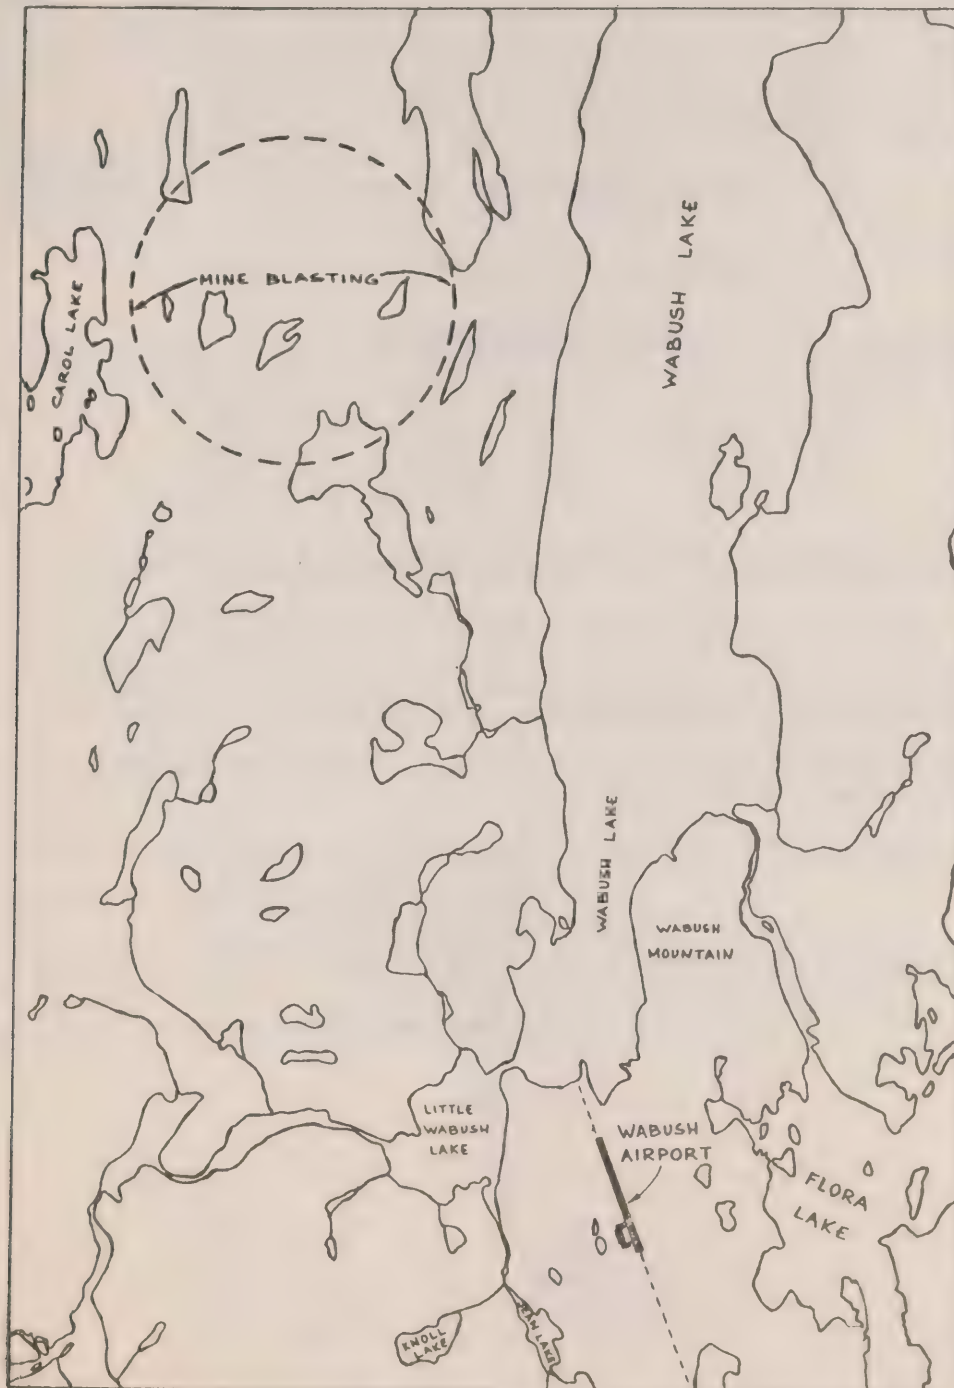 MINE BLASTING
WABUSH LAKE
CAROL LAKE
WABUSH LAKE
WABUSH
MOUNTAIN
LITTLE
WABUSH
LAKE
WABUSH
AIRPORT
FLORA
LAKE
KNOLL
LAKE
LAKE